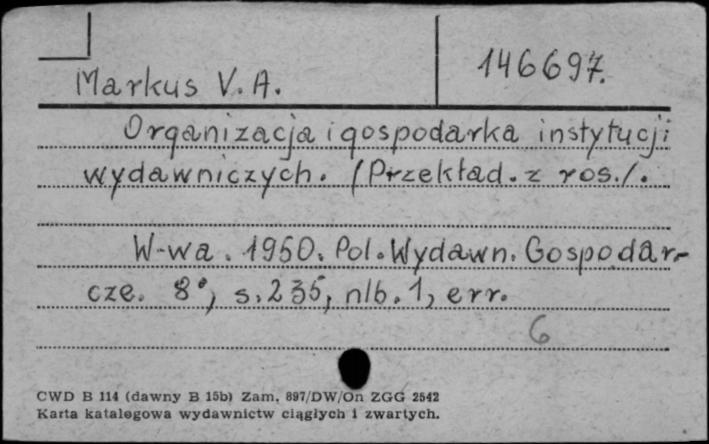 Markus V. A.
146697.
Organizacja i gospodarka instytucji
wydawniczych. /Przekład. z ros./.
W-wa. 1950. Pol. Wydawn. Gospodar-
cze. 8°, s. 235, nlb. 1, err.
6
CWD B 114 (dawny B 15b) Zam. 897/DW/On ZGG 2542
Karta katalogowa wydawnictw ciągłych i zwartych.